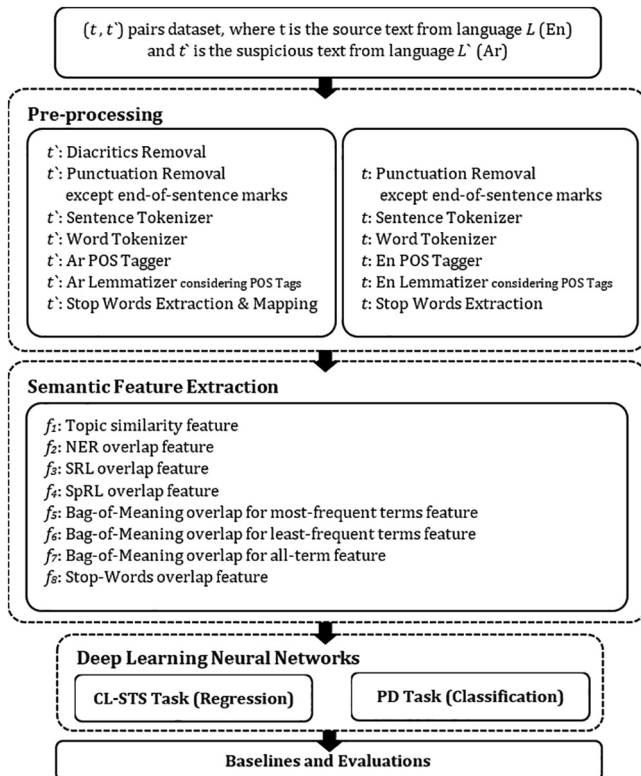 (t, t`) pairs dataset, where t is the source text from language L (En)
and t` is the suspicious text from language L` (Ar)
Pre-processing
t`: Diacritics Removal
t`: Punctuation Removal
except end-of-sentence marks
t`: Sentence Tokenizer
t`: Word Tokenizer
t`: Ar POS Tagger
t`: Ar Lemmatizer considering POS Tags
t`: Stop Words Extraction & Mapping
t: Punctuation Removal
except end-of-sentence marks
t: Sentence Tokenizer
t: Word Tokenizer
t: En POS Tagger
t: En Lemmatizer considering POS Tags
t: Stop Words Extraction
Semantic Feature Extraction
f₁: Topic similarity feature
f₂: NER overlap feature
f₃: SRL overlap feature
f₄: SpRL overlap feature
f₅: Bag-of-Meaning overlap for most-frequent terms feature
f₆: Bag-of-Meaning overlap for least-frequent terms feature
f₇: Bag-of-Meaning overlap for all-term feature
f₈: Stop-Words overlap feature
Deep Learning Neural Networks
CL-STS Task (Regression)
PD Task (Classification)
Baselines and Evaluations